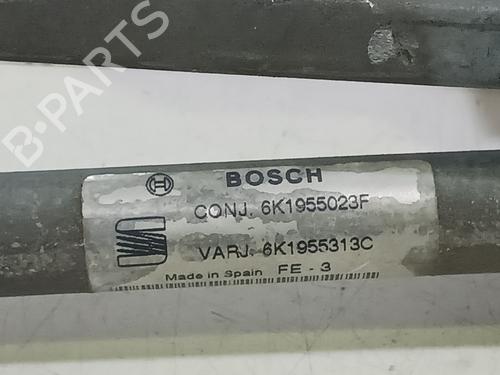 B-PARTS
BOSCH
CONJ. 6K1955023F
VARJ. 6K1955313C
Made in Spain FE - 3